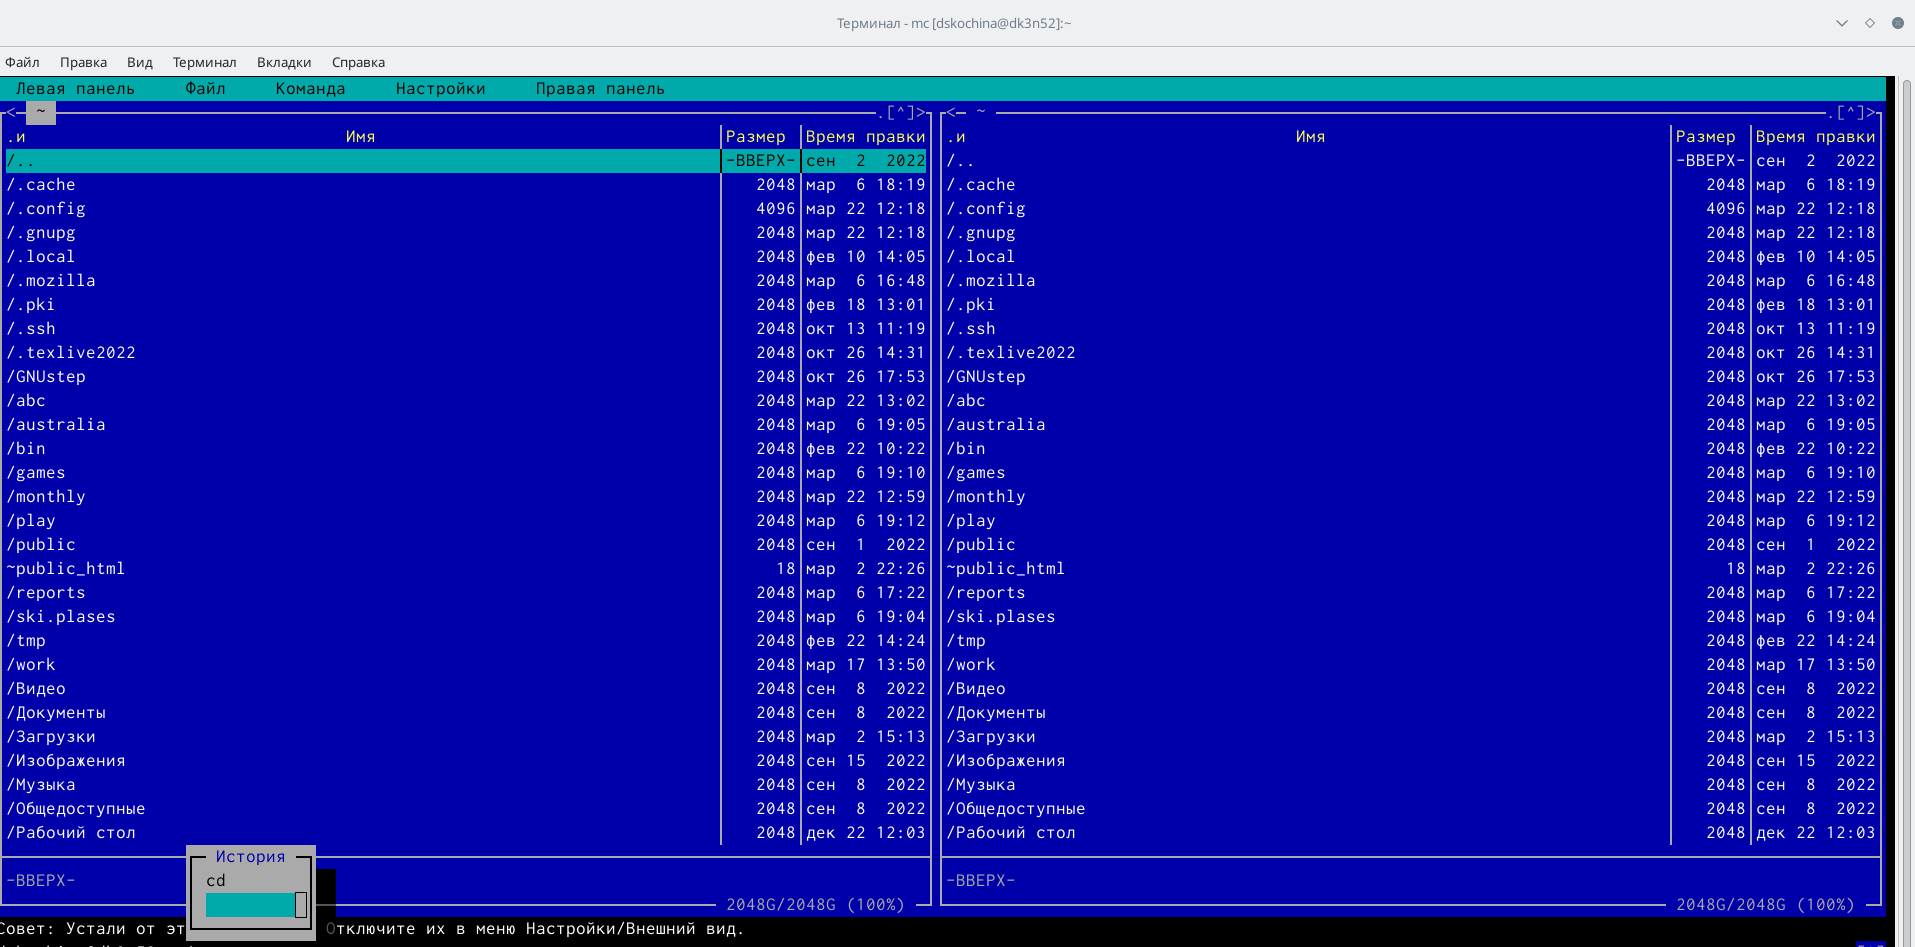 Терминал - mc [dskochina@dk3n52]:~
Файл Правка Вид Терминал Вкладки Справка
Левая панель Файл Команда Настройки Правая панель
<- ~ .[^]> <- ~ .[^]>
.и Имя Размер Время правки .и Имя Размер Время правки
/.. -ВВЕРХ- сен 2 2022 /.. -ВВЕРХ- сен 2 2022
/.cache 2048 мар 6 18:19 /.cache 2048 мар 6 18:19
/.config 4096 мар 22 12:18 /.config 4096 мар 22 12:18
/.gnupg 2048 мар 22 12:18 /.gnupg 2048 мар 22 12:18
/.local 2048 фев 10 14:05 /.local 2048 фев 10 14:05
/.mozilla 2048 мар 6 16:48 /.mozilla 2048 мар 6 16:48
/.pki 2048 фев 18 13:01 /.pki 2048 фев 18 13:01
/.ssh 2048 окт 13 11:19 /.ssh 2048 окт 13 11:19
/.texlive2022 2048 окт 26 14:31 /.texlive2022 2048 окт 26 14:31
/GNUstep 2048 окт 26 17:53 /GNUstep 2048 окт 26 17:53
/abc 2048 мар 22 13:02 /abc 2048 мар 22 13:02
/australia 2048 мар 6 19:05 /australia 2048 мар 6 19:05
/bin 2048 фев 22 10:22 /bin 2048 фев 22 10:22
/games 2048 мар 6 19:10 /games 2048 мар 6 19:10
/monthly 2048 мар 22 12:59 /monthly 2048 мар 22 12:59
/play 2048 мар 6 19:12 /play 2048 мар 6 19:12
/public 2048 сен 1 2022 /public 2048 сен 1 2022
~public_html 18 мар 2 22:26 ~public_html 18 мар 2 22:26
/reports 2048 мар 6 17:22 /reports 2048 мар 6 17:22
/ski.plases 2048 мар 6 19:04 /ski.plases 2048 мар 6 19:04
/tmp 2048 фев 22 14:24 /tmp 2048 фев 22 14:24
/work 2048 мар 17 13:50 /work 2048 мар 17 13:50
/Видео 2048 сен 8 2022 /Видео 2048 сен 8 2022
/Документы 2048 сен 8 2022 /Документы 2048 сен 8 2022
/Загрузки 2048 мар 2 15:13 /Загрузки 2048 мар 2 15:13
/Изображения 2048 сен 15 2022 /Изображения 2048 сен 15 2022
/Музыка 2048 сен 8 2022 /Музыка 2048 сен 8 2022
/Общедоступные 2048 сен 8 2022 /Общедоступные 2048 сен 8 2022
/Рабочий стол 2048 дек 22 12:03 /Рабочий стол 2048 дек 22 12:03
История
-ВВЕРХ- cd -ВВЕРХ-
2048G/2048G (100%) 2048G/2048G (100%)
Совет: Устали от эт Отключите их в меню Настройки/Внешний вид.